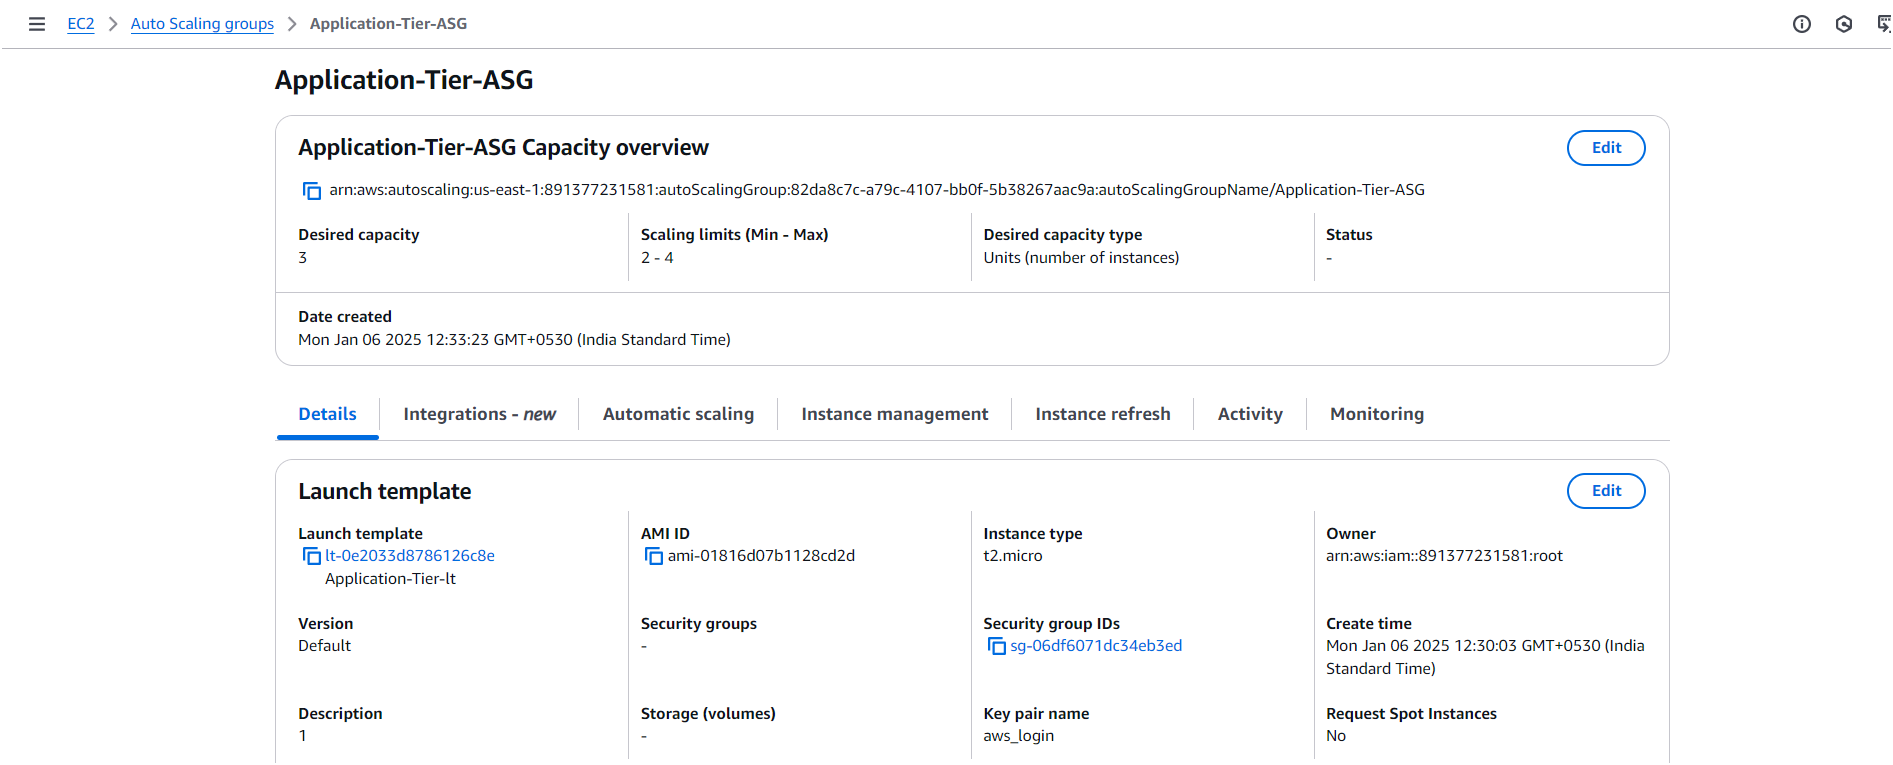 EC2 > Auto Scaling groups > Application-Tier-ASG
Application-Tier-ASG
Application-Tier-ASG Capacity overview
Edit
arn:aws:autoscaling:us-east-1:891377231581:autoScalingGroup:82da8c7c-a79c-4107-bb0f-5b38267aac9a:autoScalingGroupName/Application-Tier-ASG
Desired capacity
3
Scaling limits (Min - Max)
2 - 4
Desired capacity type
Units (number of instances)
Status
-
Date created
Mon Jan 06 2025 12:33:23 GMT+0530 (India Standard Time)
Details
Integrations - new
Automatic scaling
Instance management
Instance refresh
Activity
Monitoring
Launch template
Edit
Launch template
lt-0e2033d8786126c8e
Application-Tier-lt
AMI ID
ami-01816d07b1128cd2d
Instance type
t2.micro
Owner
arn:aws:iam::891377231581:root
Version
Default
Security groups
-
Security group IDs
sg-06df6071dc34eb3ed
Create time
Mon Jan 06 2025 12:30:03 GMT+0530 (India
Standard Time)
Description
1
Storage (volumes)
-
Key pair name
aws_login
Request Spot Instances
No